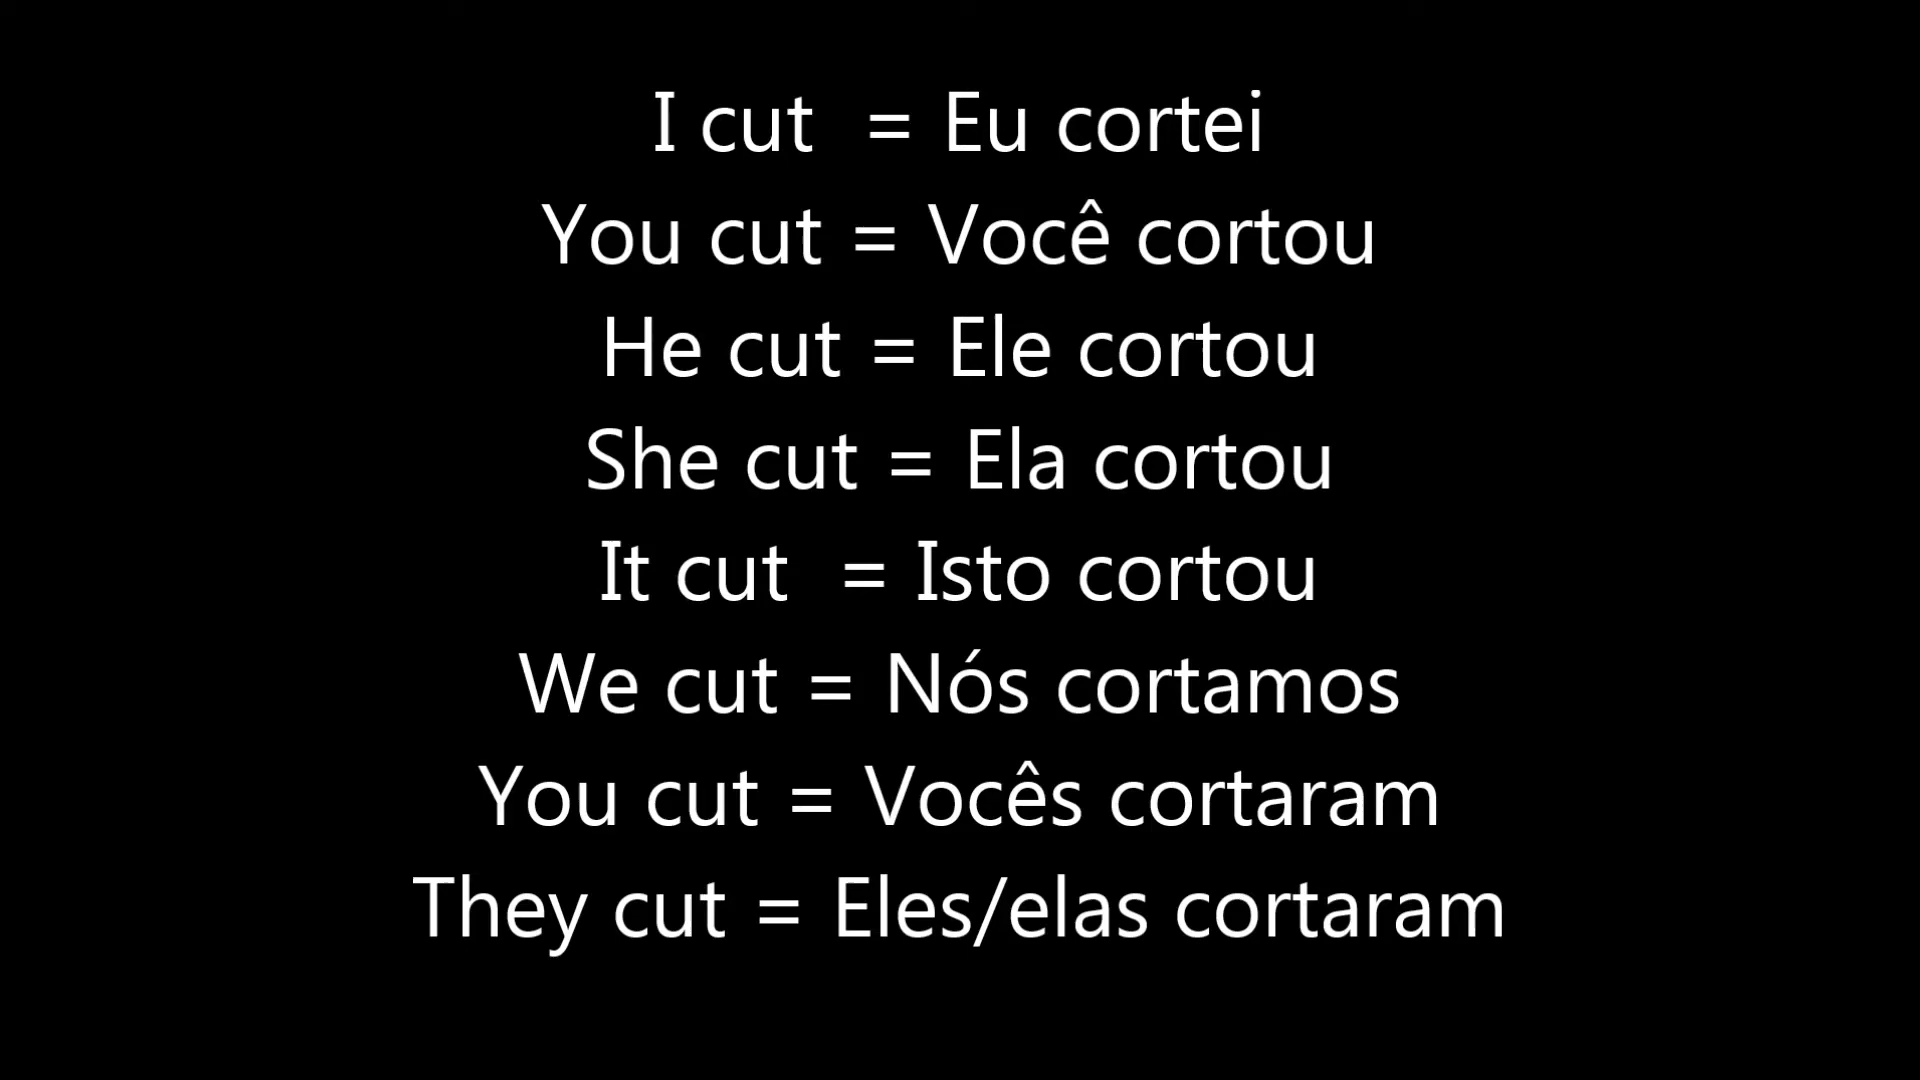 I cut  = Eu cortei
You cut = Você cortou
He cut = Ele cortou
She cut = Ela cortou
It cut  = Isto cortou
We cut = Nós cortamos
You cut = Vocês cortaram
They cut = Eles/elas cortaram